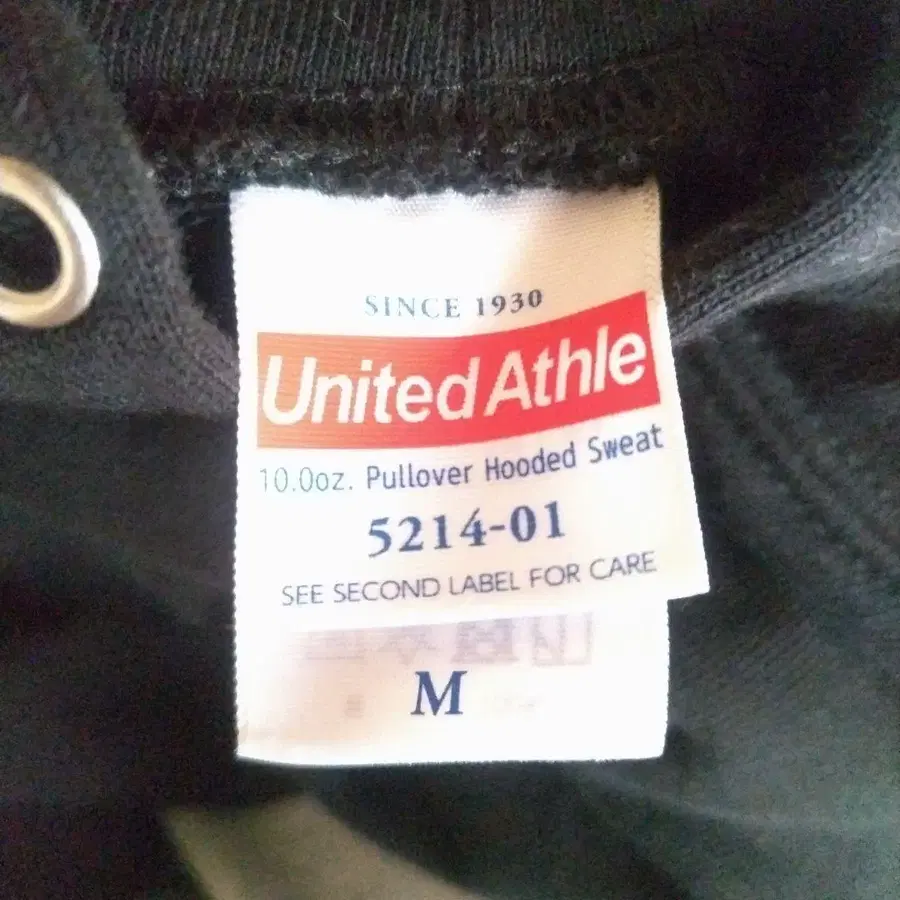 SINCE 1930
United Athle
10.0oz. Pullover Hooded Sweat
5214-01
SEE SECOND LABEL FOR CARE
M